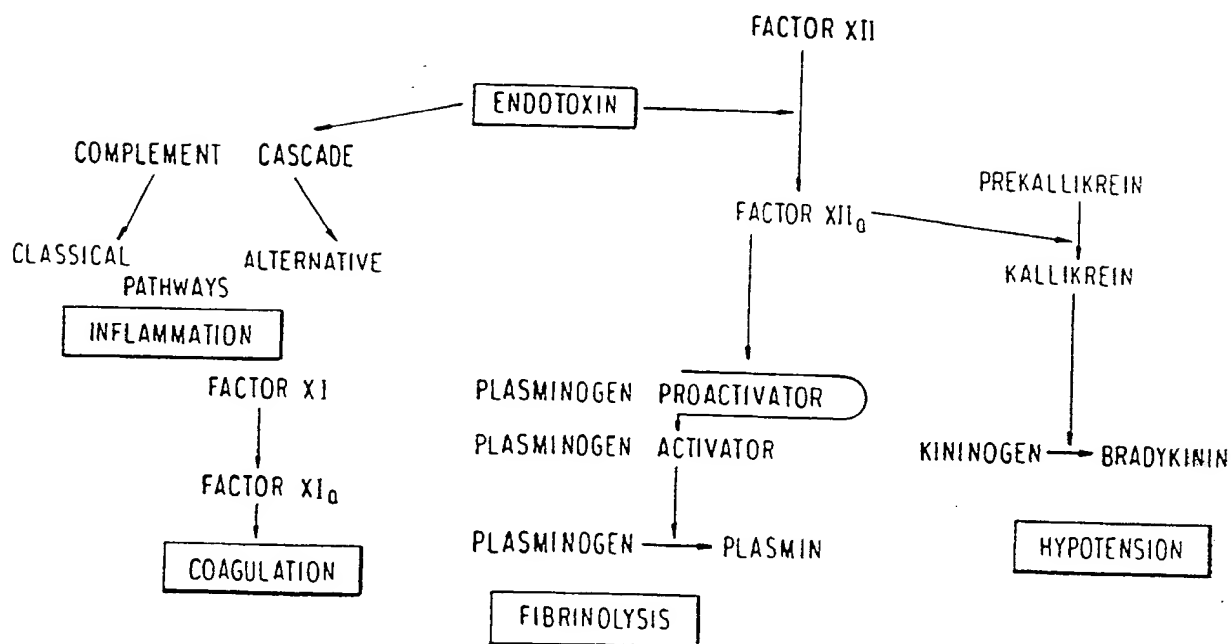 FACTOR XII
ENDOTOXIN
COMPLEMENT CASCADE
PREKALLIKREIN
FACTOR XIIa
CLASSICAL
ALTERNATIVE
PATHWAYS
KALLIKREIN
INFLAMMATION
FACTOR XI
PLASMINOGEN PROACTIVATOR
PLASMINOGEN ACTIVATOR
KININOGEN
BRADYKININ
FACTOR XIa
PLASMINOGEN
PLASMIN
HYPOTENSION
COAGULATION
FIBRINOLYSIS